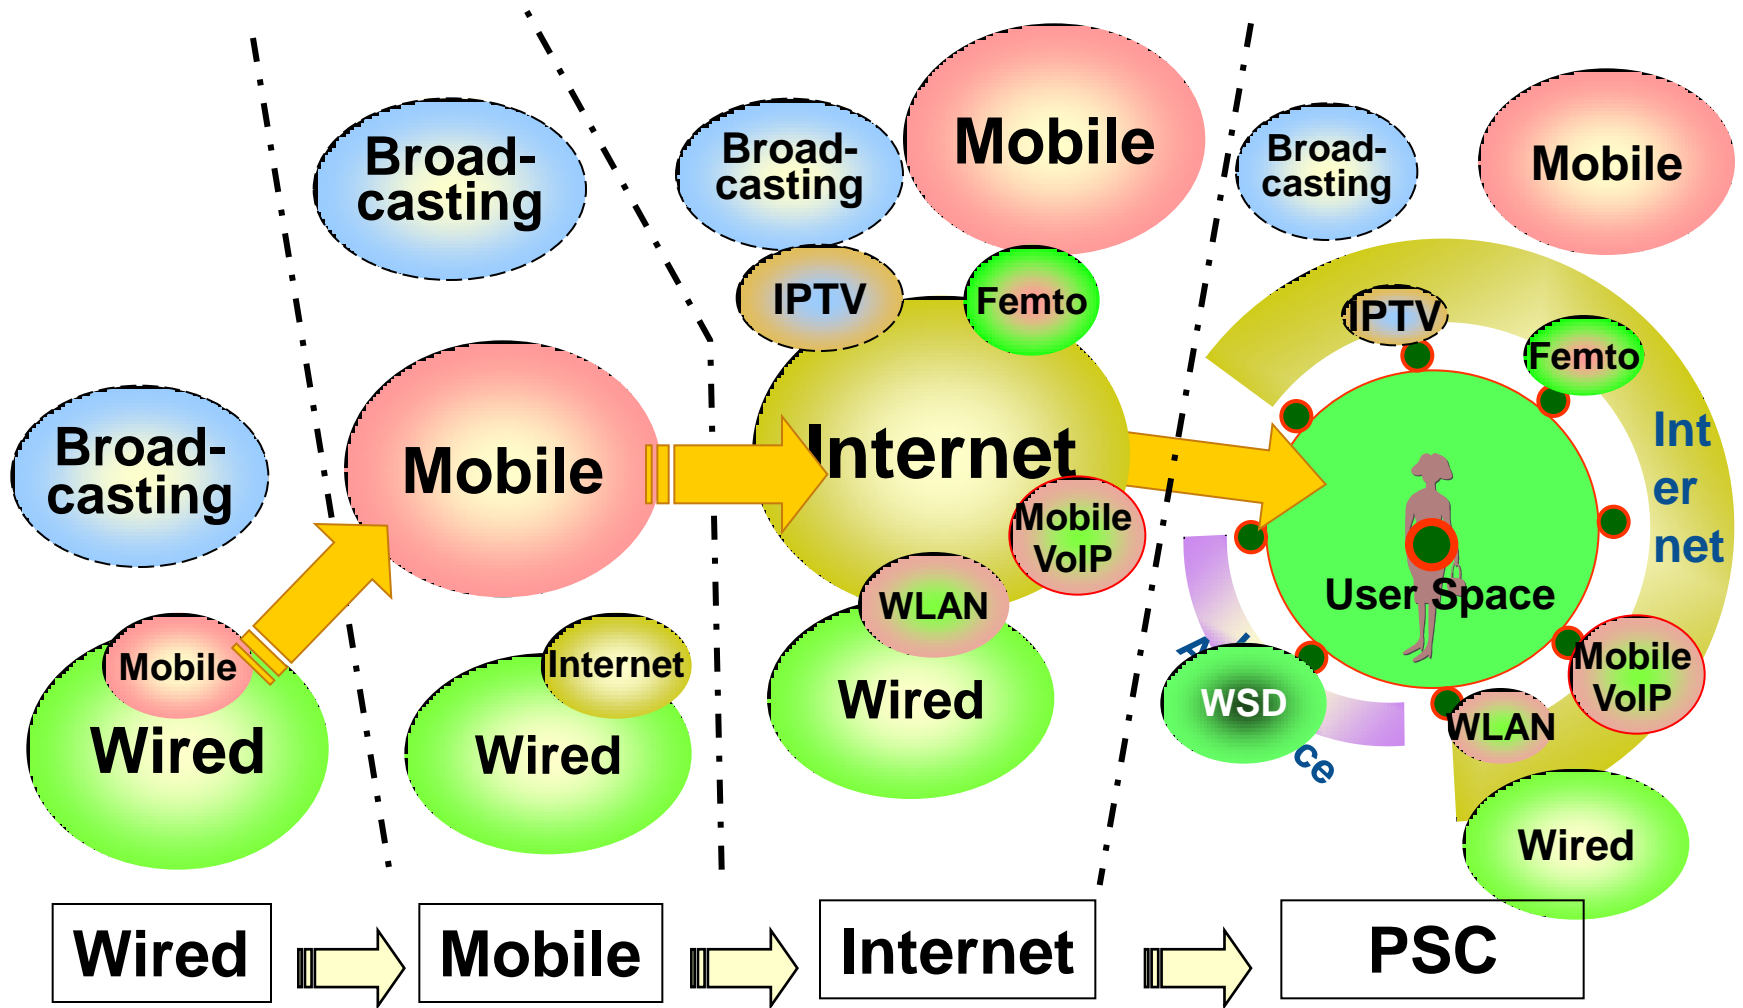 Broad-
casting
Mobile
Wired
Broad-
casting
Mobile
Internet
Wired
Broad-
casting
Mobile
IPTV
Femto
Internet
Mobile
VoIP
WLAN
Wired
Broad-
casting
Mobile
IPTV
Femto
Int
er
net
User Space
Mobile
VoIP
WSD
WLAN
Wired
Wired
Mobile
Internet
PSC